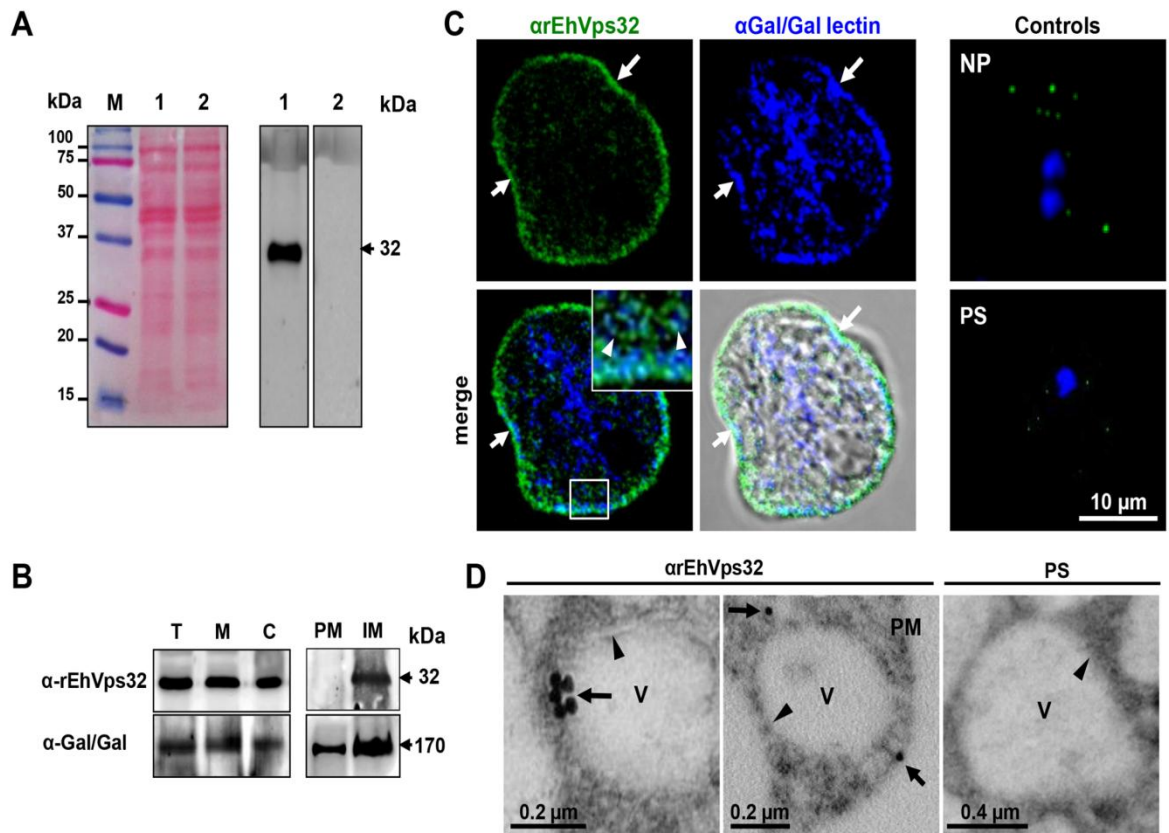 A
kDa M 1 2 1 2 kDa
100
75
50
37
25
20
15
32
B
T M C PM IM kDa
α-rEhVps32 32
α-Gal/Gal 170
C
αrEhVps32 αGal/Gal lectin Controls
NP
merge
PS
10 µm
D
αrEhVps32 PS
PM
V V V
0.2 µm 0.2 µm 0.4 µm